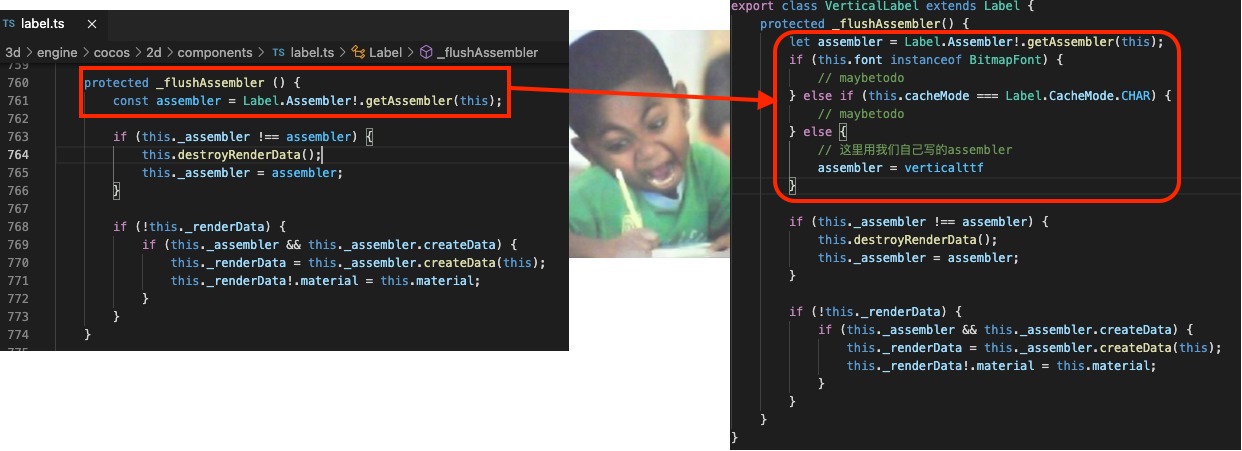 TS label.ts ×
3d > engine > cocos > 2d > components > TS label.ts > Label > _flushAssembler
759
760 protected _flushAssembler () {
761 const assembler = Label.Assembler!.getAssembler(this);
762
763 if (this._assembler !== assembler) {
764 this.destroyRenderData();
765 this._assembler = assembler;
766 }
767
768 if (!this._renderData) {
769 if (this._assembler && this._assembler.createData) {
770 this._renderData = this._assembler.createData(this);
771 this._renderData!.material = this.material;
772 }
773 }
774 }
775
export class VerticalLabel extends Label {
protected _flushAssembler() {
let assembler = Label.Assembler!.getAssembler(this);
if (this.font instanceof BitmapFont) {
// maybetodo
} else if (this.cacheMode === Label.CacheMode.CHAR) {
// maybetodo
} else {
// 这里用我们自己写的assembler
assembler = verticalttf
}
if (this._assembler !== assembler) {
this.destroyRenderData();
this._assembler = assembler;
}
if (!this._renderData) {
if (this._assembler && this._assembler.createData) {
this._renderData = this._assembler.createData(this);
this._renderData!.material = this.material;
}
}
}
}